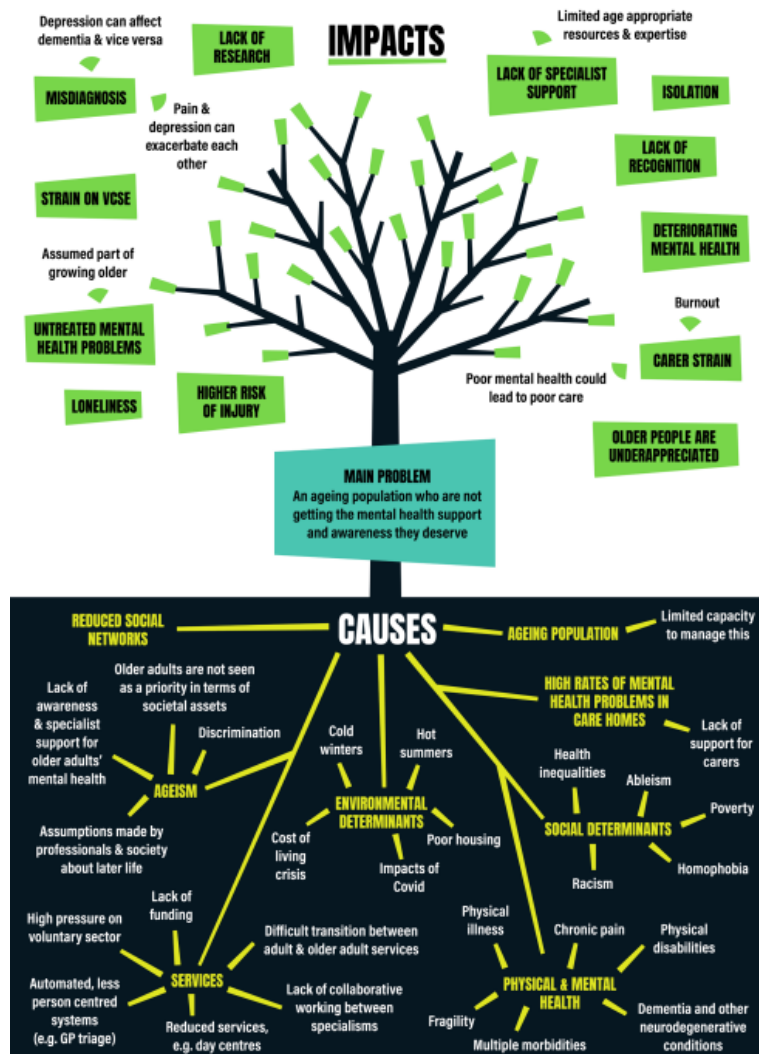 IMPACTS
Depression can affect
dementia & vice versa
MISDIAGNOSIS
Pain &
depression can
exacerbate each
other
LACK OF
RESEARCH
Limited age appropriate
resources & expertise
LACK OF SPECIALIST
SUPPORT
ISOLATION
LACK OF
RECOGNITION
STRAIN ON VCSE
DETERIORATING
MENTAL HEALTH
Assumed part of
growing older
UNTREATED MENTAL
HEALTH PROBLEMS
Burnout
CARER STRAIN
Poor mental health could
lead to poor care
LONELINESS
HIGHER RISK
OF INJURY
OLDER PEOPLE ARE
UNDERAPPRECIATED
MAIN PROBLEM
An ageing population who are not
getting the mental health support
and awareness they deserve
CAUSES
REDUCED SOCIAL
NETWORKS
AGEING POPULATION
Limited capacity
to manage this
Older adults are not seen
as a priority in terms of
societal assets
Lack of
awareness
& specialist
support for
older adults'
mental health
Discrimination
AGEISM
Assumptions made by
professionals & society
about later life
Cold
winters
Hot
summers
ENVIRONMENTAL
DETERMINANTS
Cost of
living
crisis
Poor housing
Impacts of
Covid
HIGH RATES OF MENTAL
HEALTH PROBLEMS IN
CARE HOMES
Lack of
support for
carers
Health
inequalities
Ableism
Poverty
SOCIAL DETERMINANTS
Homophobia
Racism
Lack of
funding
High pressure on
voluntary sector
Difficult transition between
adult & older adult services
SERVICES
Automated, less
person centred
systems
(e.g. GP triage)
Reduced services,
e.g. day centres
Lack of collaborative
working between
specialisms
Physical
illness
Chronic pain
Physical
disabilities
PHYSICAL & MENTAL
HEALTH
Fragility
Multiple morbidities
Dementia and other
neurodegenerative
conditions